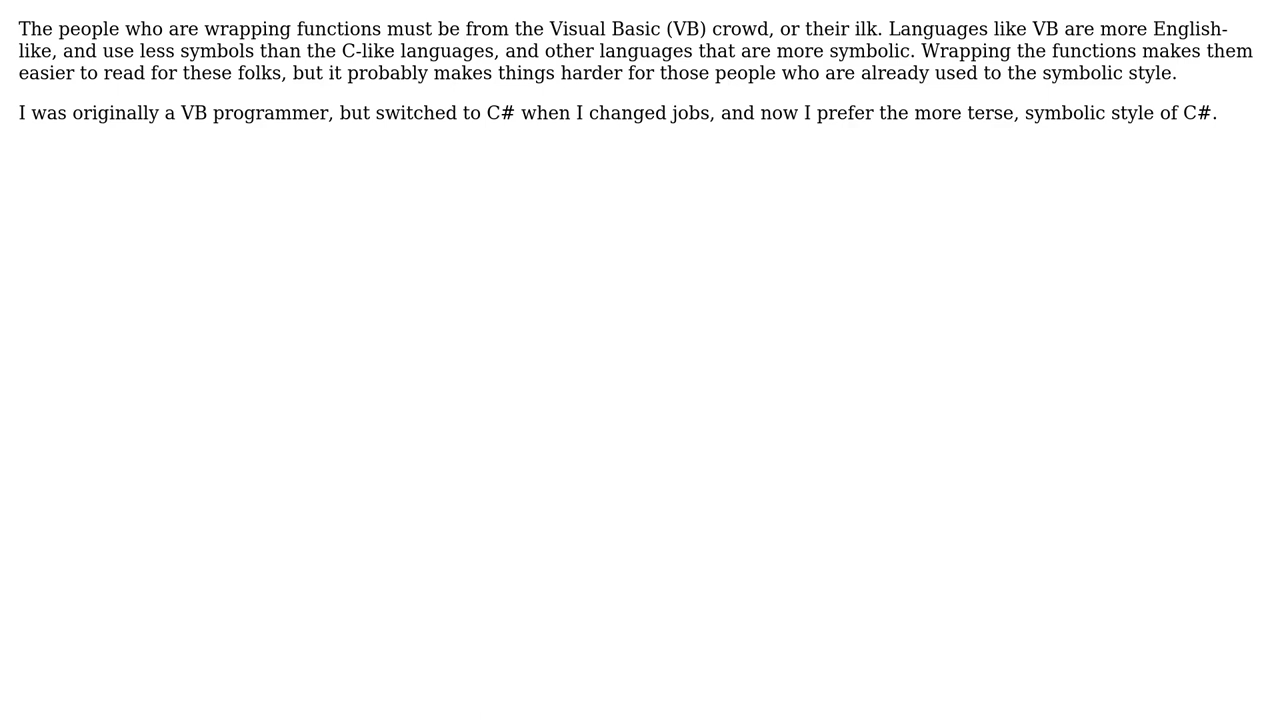 The people who are wrapping functions must be from the Visual Basic (VB) crowd, or their ilk. Languages like VB are more English-
like, and use less symbols than the C-like languages, and other languages that are more symbolic. Wrapping the functions makes them
easier to read for these folks, but it probably makes things harder for those people who are already used to the symbolic style.
I was originally a VB programmer, but switched to C# when I changed jobs, and now I prefer the more terse, symbolic style of C#.